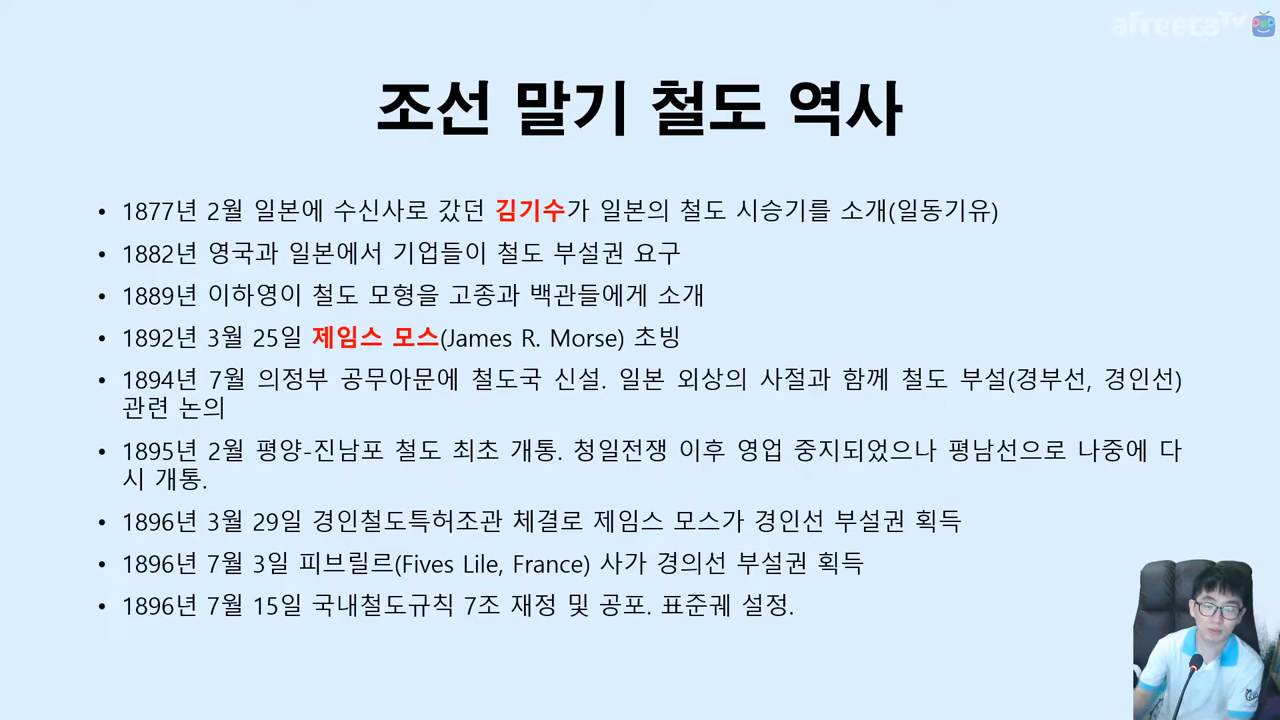 afreecaTV
조선 말기 철도 역사
• 1877년 2월 일본에 수신사로 갔던 김기수가 일본의 철도 시승기를 소개(일동기유)
• 1882년 영국과 일본에서 기업들이 철도 부설권 요구
• 1889년 이하영이 철도 모형을 고종과 백관들에게 소개
• 1892년 3월 25일 제임스 모스(James R. Morse) 초빙
• 1894년 7월 의정부 공무아문에 철도국 신설. 일본 외상의 사절과 함께 철도 부설(경부선, 경인선)
관련 논의
• 1895년 2월 평양-진남포 철도 최초 개통. 청일전쟁 이후 영업 중지되었으나 평남선으로 나중에 다
시 개통.
• 1896년 3월 29일 경인철도특허조관 체결로 제임스 모스가 경인선 부설권 획득
• 1896년 7월 3일 피브릴르(Fives Lile, France) 사가 경의선 부설권 획득
• 1896년 7월 15일 국내철도규칙 7조 재정 및 공포. 표준궤 설정.